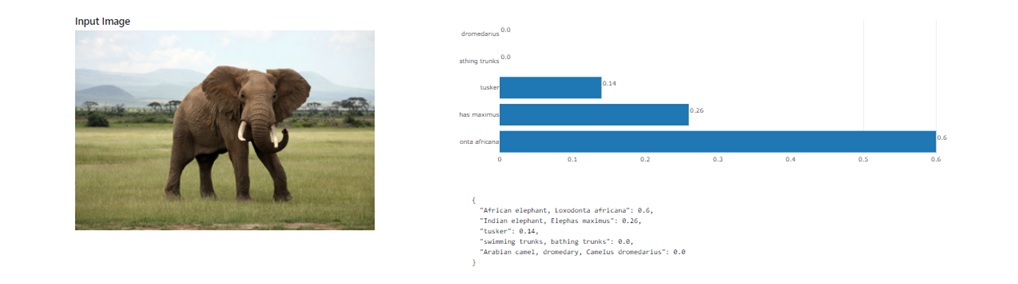 Input Image
dromedarius 0.0
athing trunks 0.0
tusker 0.14
has maximus 0.26
onta africana 0.6
0 0.1 0.2 0.3 0.4 0.5 0.6
{
"African elephant, Loxodonta africana": 0.6,
"Indian elephant, Elephas maximus": 0.26,
"tusker": 0.14,
"swimming trunks, bathing trunks": 0.0,
"Arabian camel, dromedary, Camelus dromedarius": 0.0
}